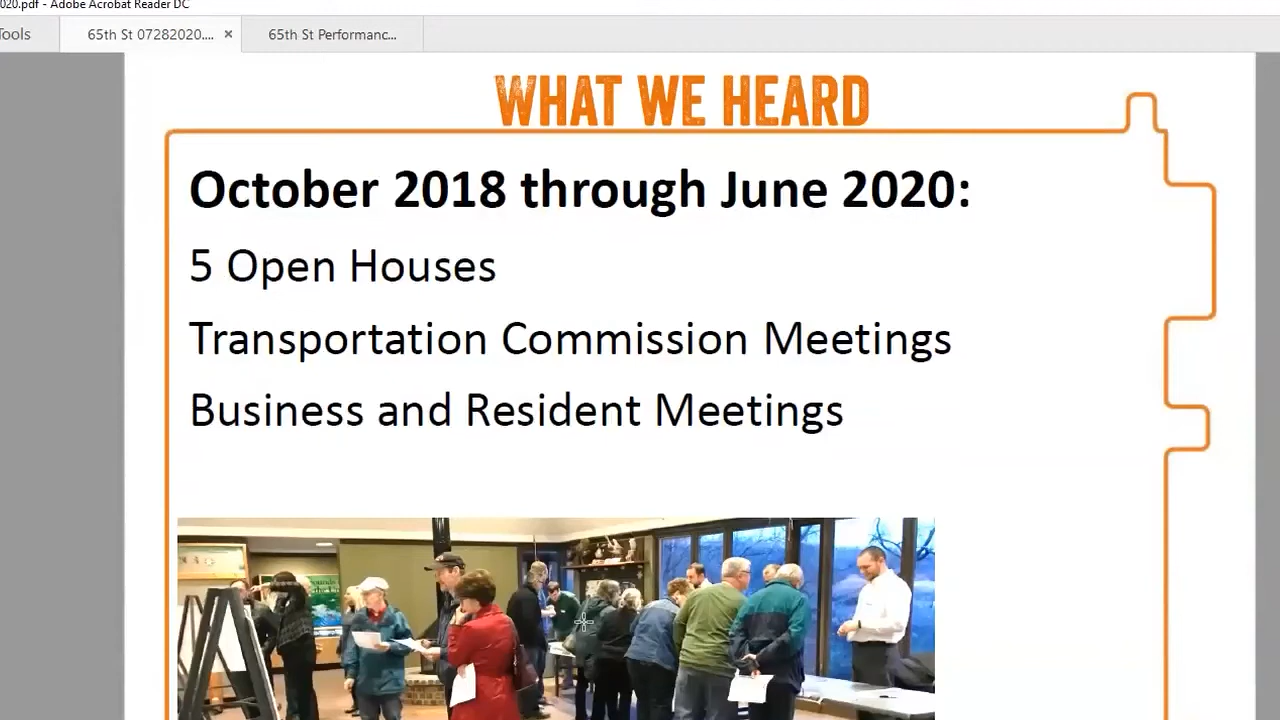 020.pdf - Adobe Acrobat Reader DC
Tools
65th St 07282020....
65th St Performanc...
WHAT WE HEARD
October 2018 through June 2020:
5 Open Houses
Transportation Commission Meetings
Business and Resident Meetings